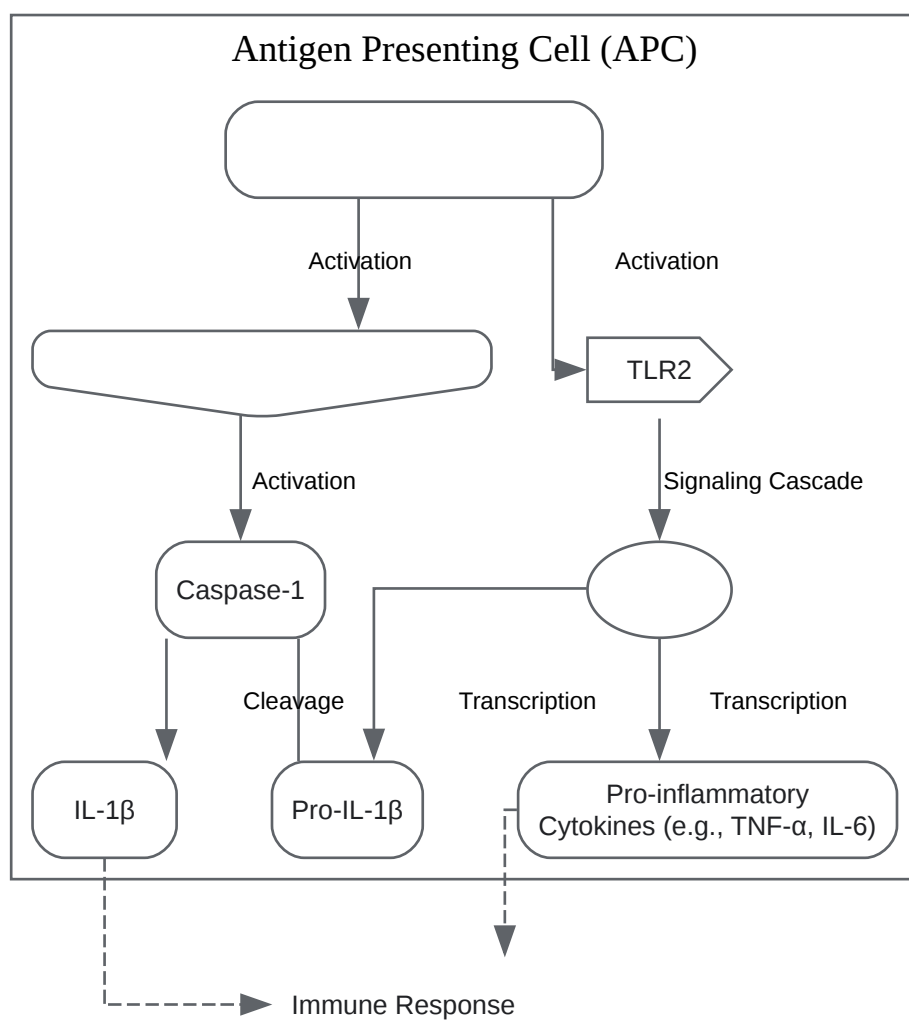 Antigen Presenting Cell (APC)
Activation
Activation
TLR2
Activation
Signaling Cascade
Caspase-1
Cleavage
Transcription
Transcription
IL-1β
Pro-IL-1β
Pro-inflammatory
Cytokines (e.g., TNF-α, IL-6)
Immune Response